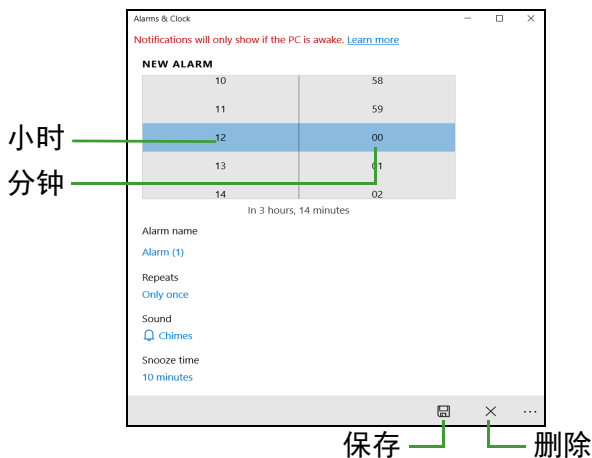 Alarms & Clock
Notifications will only show if the PC is awake. Learn more
NEW ALARM
10 58
11 59
小时 12 00
13 01
分钟
14 02
In 3 hours, 14 minutes
Alarm name
Alarm (1)
Repeats
Only once
Sound
Chimes
Snooze time
10 minutes
保存 删除